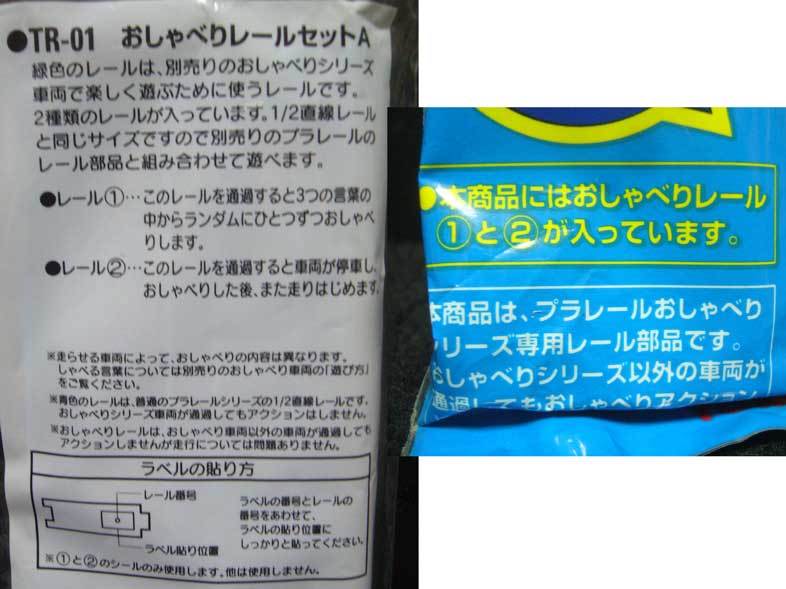 ●TR-01 おしゃべりレールセットA
緑色のレールは、別売りのおしゃべりシリーズ
車両で楽しく遊ぶために使うレールです。
2種類のレールが入っています。1/2直線レール
と同じサイズですので別売りのプラレールの
レール部品と組み合わせて遊べます。
●レール①…このレールを通過すると3つの言葉の
中からランダムにひとつずつおしゃべ
りします。
●レール②…このレールを通過すると車両が停車し、
おしゃべりした後、また走りはじめます
※走らせる車両によって、おしゃべりの内容は異なります。
しゃべる言葉については別売りのおしゃべり車両の「遊び方」
をご覧ください。
※青色のレールは、普通のプラレールシリーズの1/2直線レールです。
おしゃべりシリーズ車両が通過してもアクションはしません。
※おしゃべりレールは、おしゃべり車両以外の車両が通過しても
アクションしませんが走行については問題ありません。
ラベルの貼り方
レール番号
ラベル貼り位置
ラベルの番号とレールの
番号をあわせて、
ラベルの貼り位置に
しっかりと貼ってください。
※①と②のシールのみ使用します。他は使用しません。
●本商品にはおしゃべりレール
①と②が入っています。
本商品は、プラレールおしゃべり
リーズ専用レール部品です。
おしゃべりシリーズ以外の車両が
通過してもおしゃべりアクション